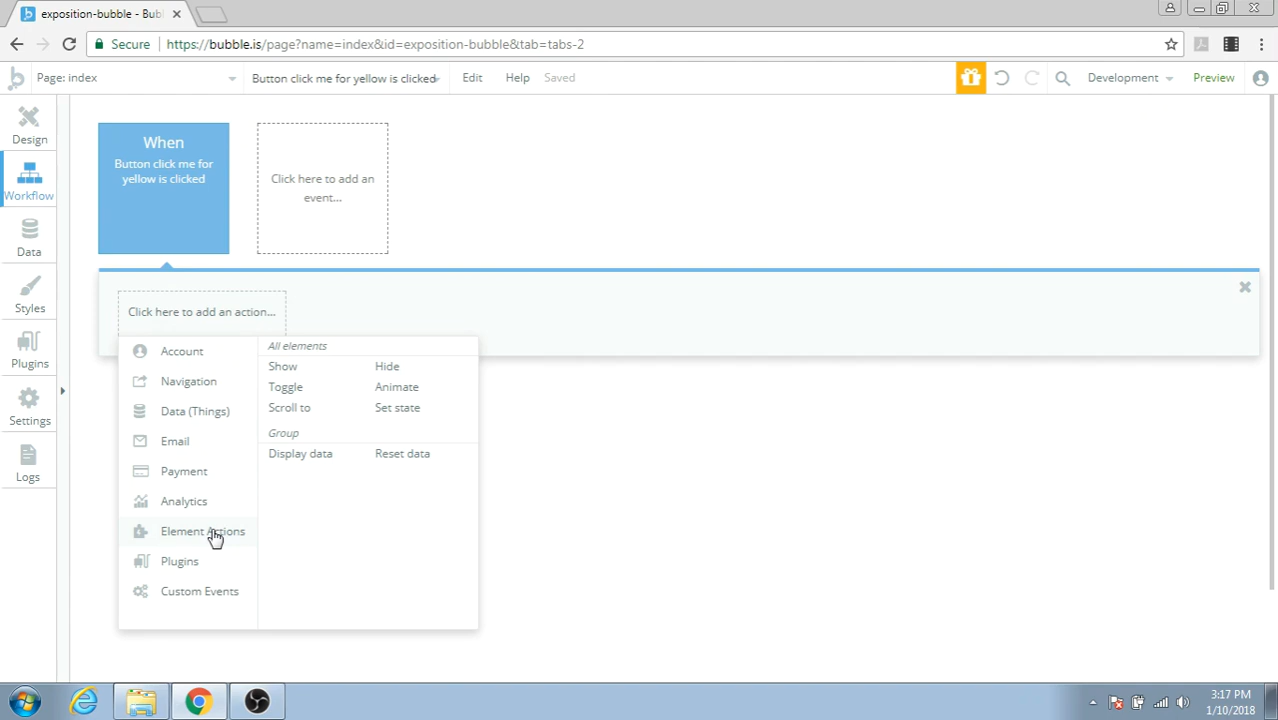 exposition-bubble - Bub
Secure
https://bubble.is/page?name=index&id=exposition-bubble&tab=tabs-2
Page: index
Button click me for yellow is clicked
Edit
Help
Saved
Development
Preview
Design
Workflow
Data
Styles
Plugins
Settings
Logs
When
Button click me for
yellow is clicked
Click here to add an
event...
Click here to add an action...
Account
Navigation
Data (Things)
Email
Payment
Analytics
Element Actions
Plugins
Custom Events
All elements
Show
Hide
Toggle
Animate
Scroll to
Set state
Group
Display data
Reset data
3:17 PM
1/10/2018